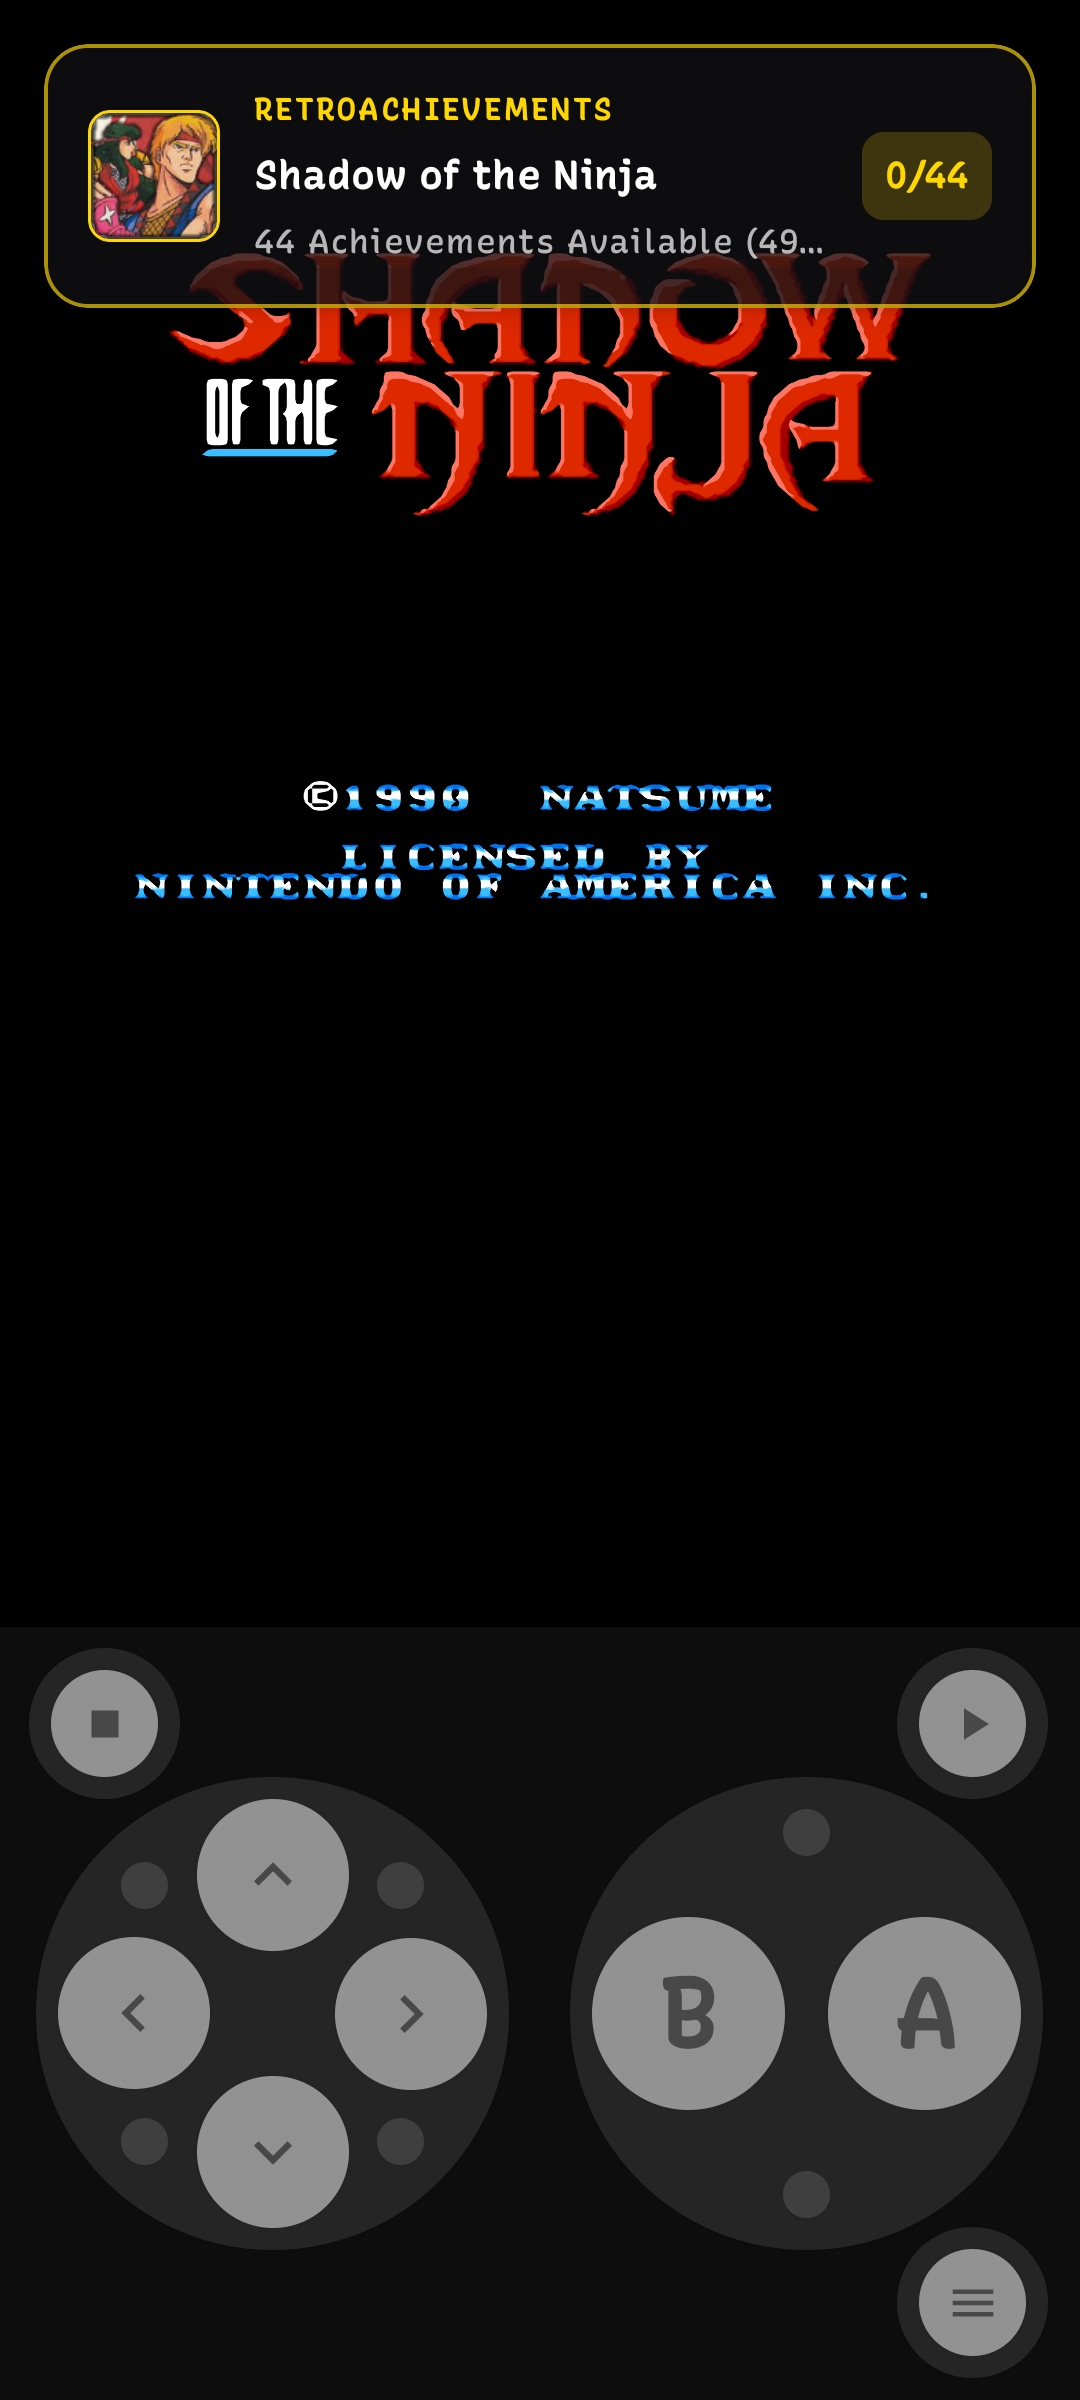 RETROACHIEVEMENTS
Shadow of the Ninja
0/44
44 Achievements Available (49...
SHADOW
OF THE NINJA
©1990 NATSUME
LICENSED BY
NINTENDO OF AMERICA INC.
B A